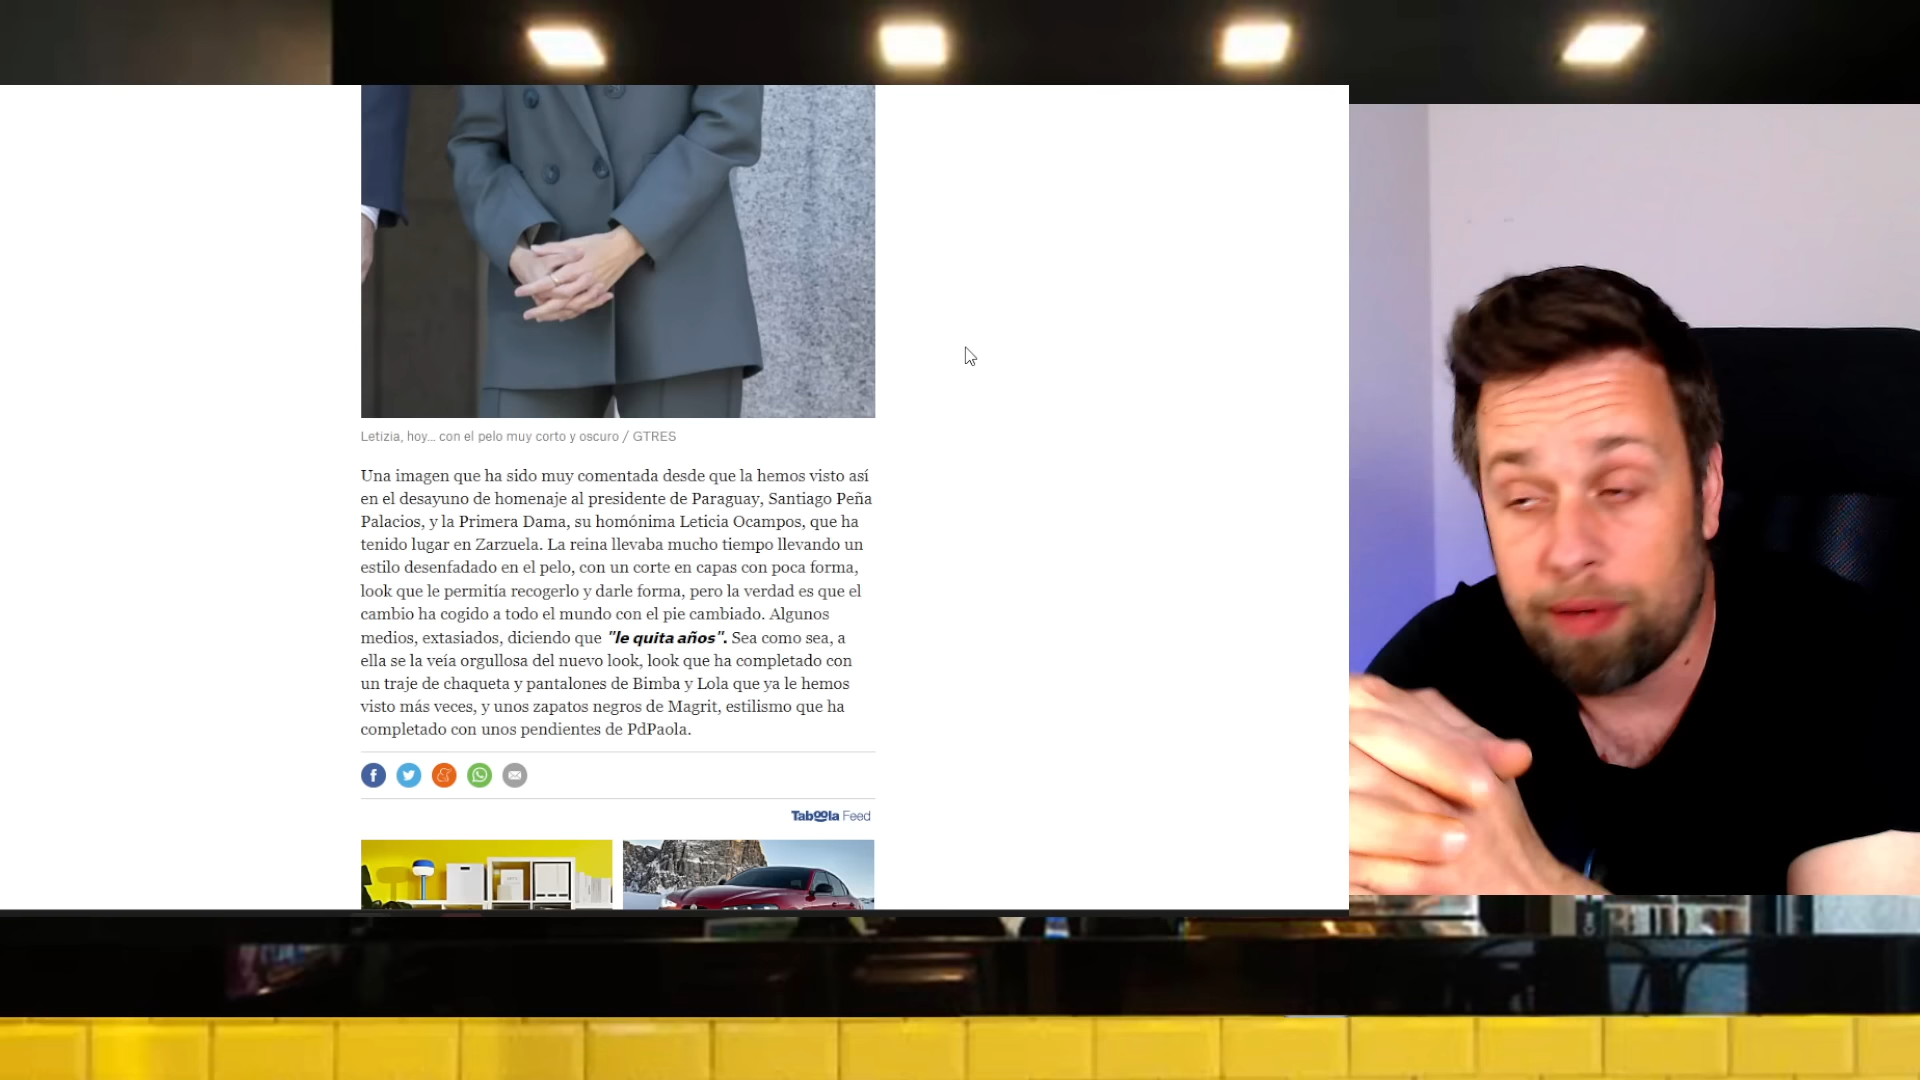 Letizia, hoy... con el pelo muy corto y oscuro / GTRES
Una imagen que ha sido muy comentada desde que la hemos visto así
en el desayuno de homenaje al presidente de Paraguay, Santiago Peña
Palacios, y la Primera Dama, su homónima Leticia Ocampos, que ha
tenido lugar en Zarzuela. La reina llevaba mucho tiempo llevando un
estilo desenfadado en el pelo, con un corte en capas con poca forma,
look que le permitía recogerlo y darle forma, pero la verdad es que el
cambio ha cogido a todo el mundo con el pie cambiado. Algunos
medios, extasiados, diciendo que "le quita años". Sea como sea, a
ella se la veía orgullosa del nuevo look, look que ha completado con
un traje de chaqueta y pantalones de Bimba y Lola que ya le hemos
visto más veces, y unos zapatos negros de Magrit, estilismo que ha
completado con unos pendientes de PdPaola.
Taboola Feed